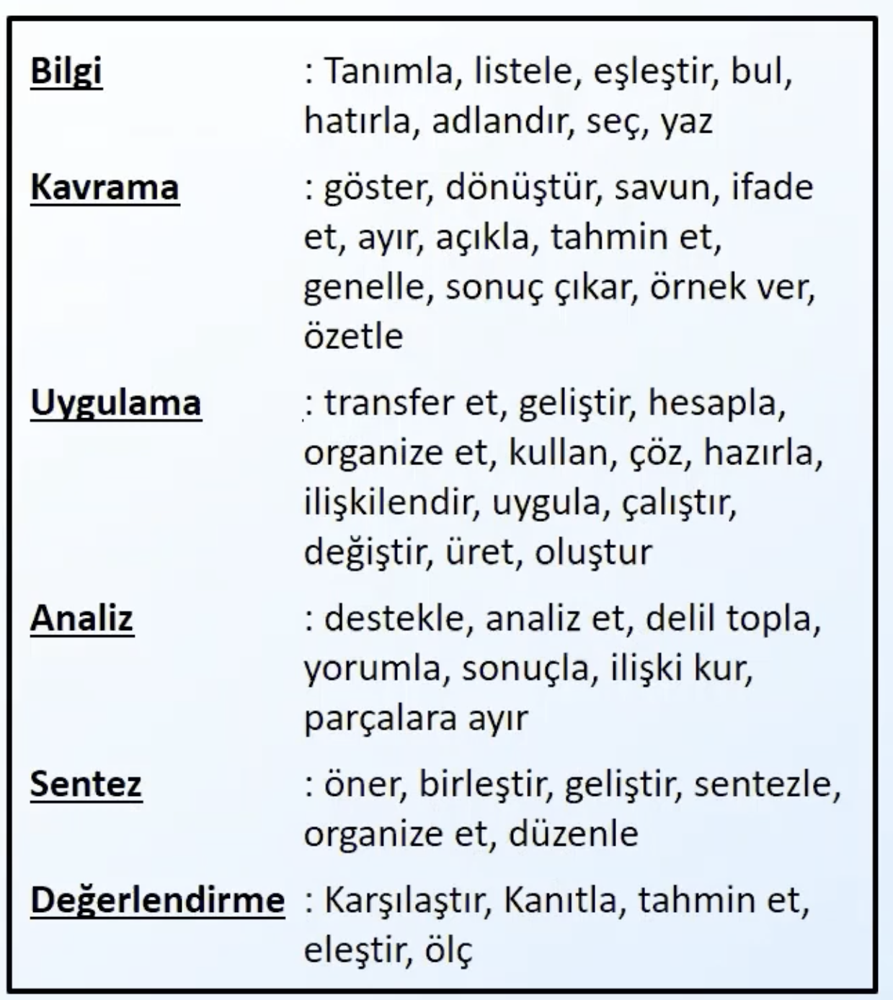 Bilgi : Tanımla, listele, eşleştir, bul,
hatırla, adlandır, seç, yaz
Kavrama : göster, dönüştür, savun, ifade
et, ayır, açıkla, tahmin et,
genelle, sonuç çıkar, örnek ver,
özetle
Uygulama : transfer et, geliştir, hesapla,
organize et, kullan, çöz, hazırla,
ilişkilendir, uygula, çalıştır,
değiştir, üret, oluştur
Analiz : destekle, analiz et, delil topla,
yorumla, sonuçla, ilişki kur,
parçalara ayır
Sentez : öner, birleştir, geliştir, sentezle,
organize et, düzenle
Değerlendirme : Karşılaştır, Kanıtla, tahmin et,
eleştir, ölç